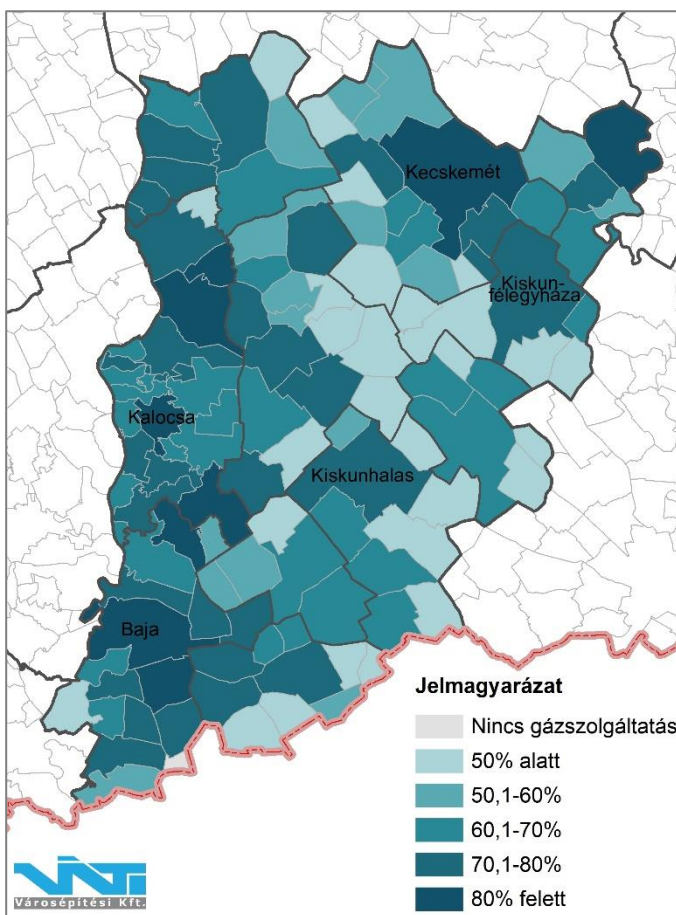 Kecskemét
Kiskun-
félegyháza
Kalocsa
Kiskunhalas
Baja
Jelmagyarázat
Nincs gázszolgáltatás
50% alatt
50,1-60%
60,1-70%
70,1-80%
80% felett
VÁTI
Városépítési Kft.